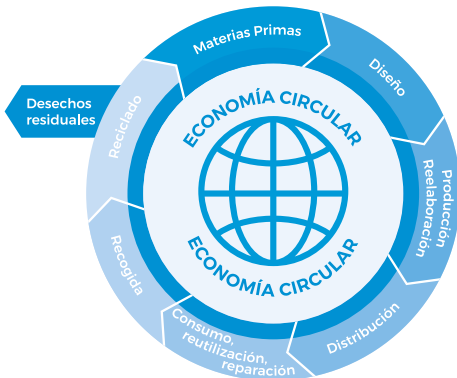 Materias Primas
Diseño
Producción
Reelaboración
Distribución
Consumo,
reutilización,
reparación
Recogida
Reciclado
Desechos
residuales
ECONOMÍA CIRCULAR
ECONOMÍA CIRCULAR